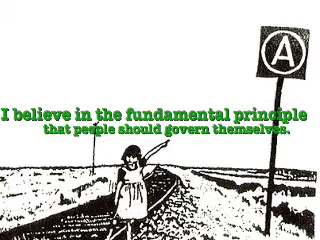 A
I believe in the fundamental principle
that people should govern themselves.